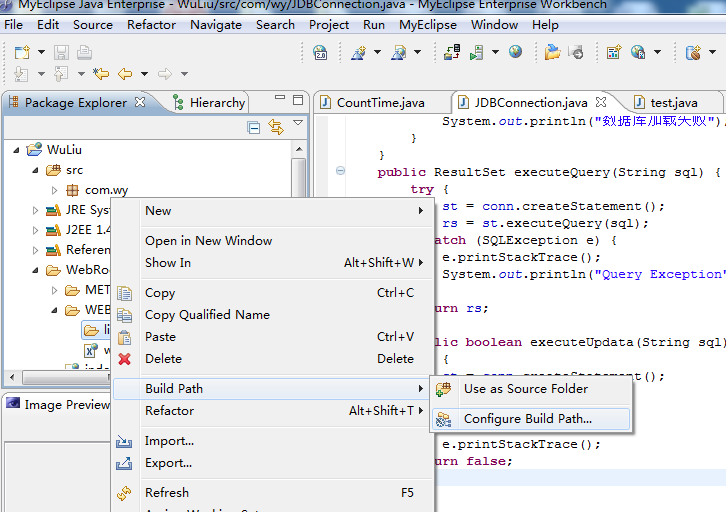 MyEclipse Java Enterprise - WuLiu/src/com/wy/JDBConnection.java - MyEclipse Enterprise Workbench
File Edit Source Refactor Navigate Search Project Run MyEclipse Window Help
Package Explorer Hierarchy
CountTime.java JDBConnection.java test.java
WuLiu
src
com.wy
JRE Sys
J2EE 1.4
Referen
WebRoo
MET
WEB
li
w
inde
Image Preview
System.out.println("数据库加载失败");
}
}
public ResultSet executeQuery(String sql) {
try {
st = conn.createStatement();
rs = st.executeQuery(sql);
atch (SQLException e) {
e.printStackTrace();
System.out.println("Query Exception"
urn rs;
lic boolean executeUpdata(String sql)
{
st = conn.createStatement();
e.printStackTrace();
urn false;
New
Open in New Window
Show In Alt+Shift+W
Copy Ctrl+C
Copy Qualified Name
Paste Ctrl+V
Delete Delete
Build Path
Refactor Alt+Shift+T
Import...
Export...
Refresh F5
Use as Source Folder
Configure Build Path...